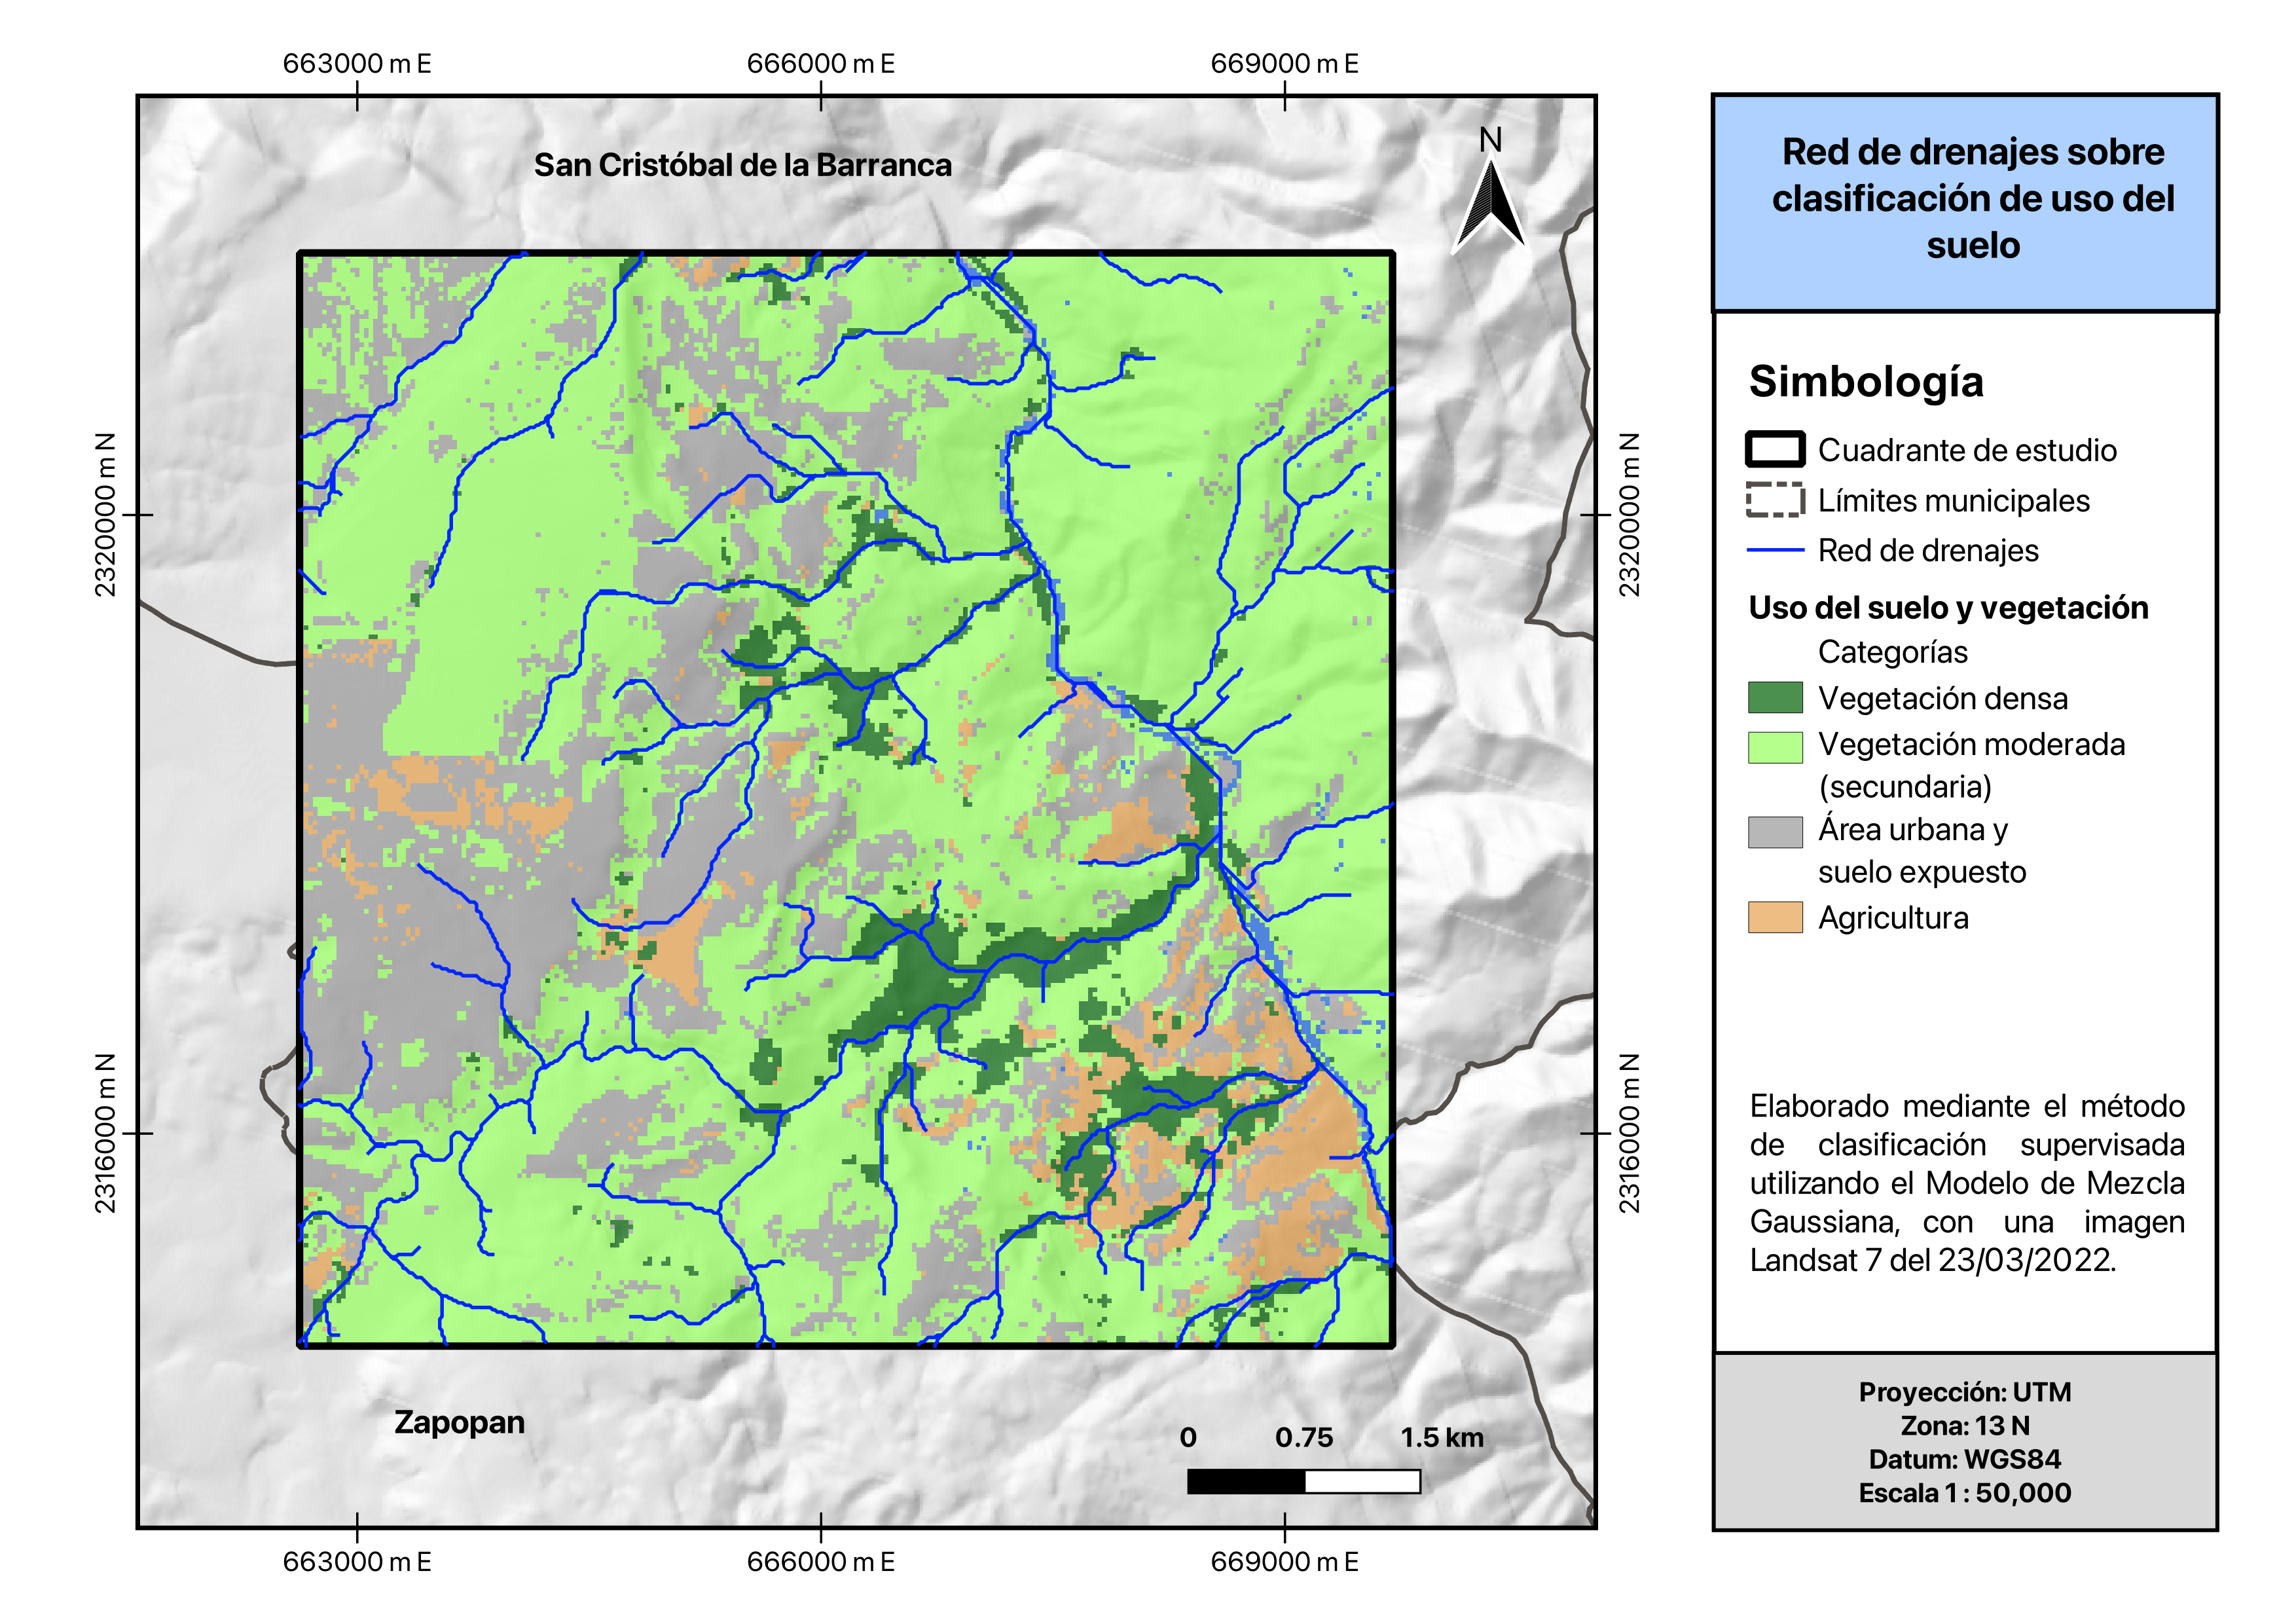 663000 m E
666000 m E
669000 m E
San Cristóbal de la Barranca
N
2320000 m N
2320000 m N
2316000 m N
2316000 m N
Zapopan
0
0.75
1.5 km
663000 m E
666000 m E
669000 m E
Red de drenajes sobre
clasificación de uso del
suelo
Simbología
Cuadrante de estudio
Límites municipales
Red de drenajes
Uso del suelo y vegetación
Categorías
Vegetación densa
Vegetación moderada
(secundaria)
Área urbana y
suelo expuesto
Agricultura
Elaborado mediante el método
de clasificación supervisada
utilizando el Modelo de Mezcla
Gaussiana, con una imagen
Landsat 7 del 23/03/2022.
Proyección: UTM
Zona: 13 N
Datum: WGS84
Escala 1 : 50,000